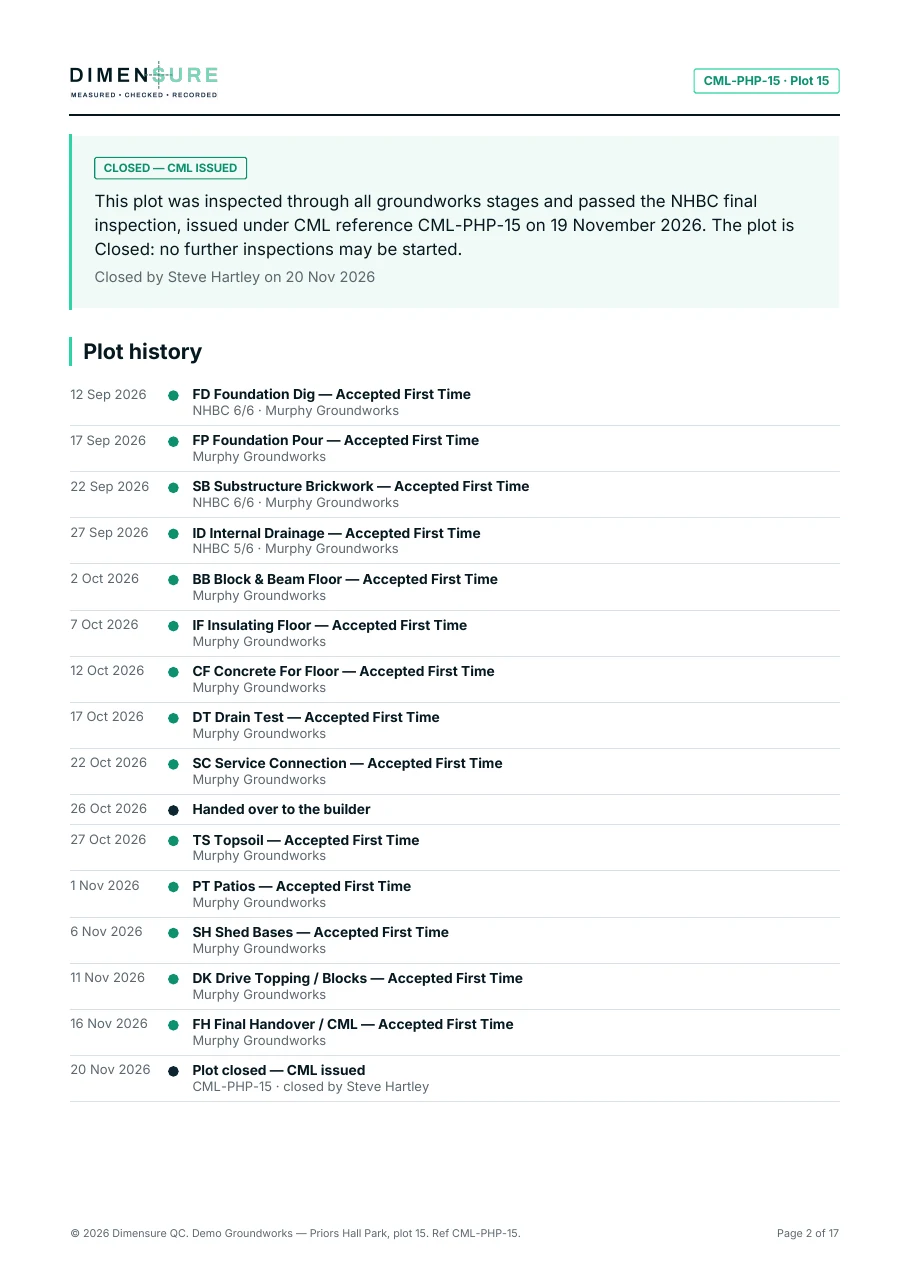 DIMENSURE
MEASURED • CHECKED • RECORDED
CML-PHP-15 · Plot 15
CLOSED — CML ISSUED
This plot was inspected through all groundworks stages and passed the NHBC final
inspection, issued under CML reference CML-PHP-15 on 19 November 2026. The plot is
Closed: no further inspections may be started.
Closed by Steve Hartley on 20 Nov 2026
Plot history
12 Sep 2026 FD Foundation Dig — Accepted First Time
NHBC 6/6 · Murphy Groundworks
17 Sep 2026 FP Foundation Pour — Accepted First Time
Murphy Groundworks
22 Sep 2026 SB Substructure Brickwork — Accepted First Time
NHBC 6/6 · Murphy Groundworks
27 Sep 2026 ID Internal Drainage — Accepted First Time
NHBC 5/6 · Murphy Groundworks
2 Oct 2026 BB Block & Beam Floor — Accepted First Time
Murphy Groundworks
7 Oct 2026 IF Insulating Floor — Accepted First Time
Murphy Groundworks
12 Oct 2026 CF Concrete For Floor — Accepted First Time
Murphy Groundworks
17 Oct 2026 DT Drain Test — Accepted First Time
Murphy Groundworks
22 Oct 2026 SC Service Connection — Accepted First Time
Murphy Groundworks
26 Oct 2026 Handed over to the builder
27 Oct 2026 TS Topsoil — Accepted First Time
Murphy Groundworks
1 Nov 2026 PT Patios — Accepted First Time
Murphy Groundworks
6 Nov 2026 SH Shed Bases — Accepted First Time
Murphy Groundworks
11 Nov 2026 DK Drive Topping / Blocks — Accepted First Time
Murphy Groundworks
16 Nov 2026 FH Final Handover / CML — Accepted First Time
Murphy Groundworks
20 Nov 2026 Plot closed — CML issued
CML-PHP-15 · closed by Steve Hartley
© 2026 Dimensure QC. Demo Groundworks — Priors Hall Park, plot 15. Ref CML-PHP-15.
Page 2 of 17